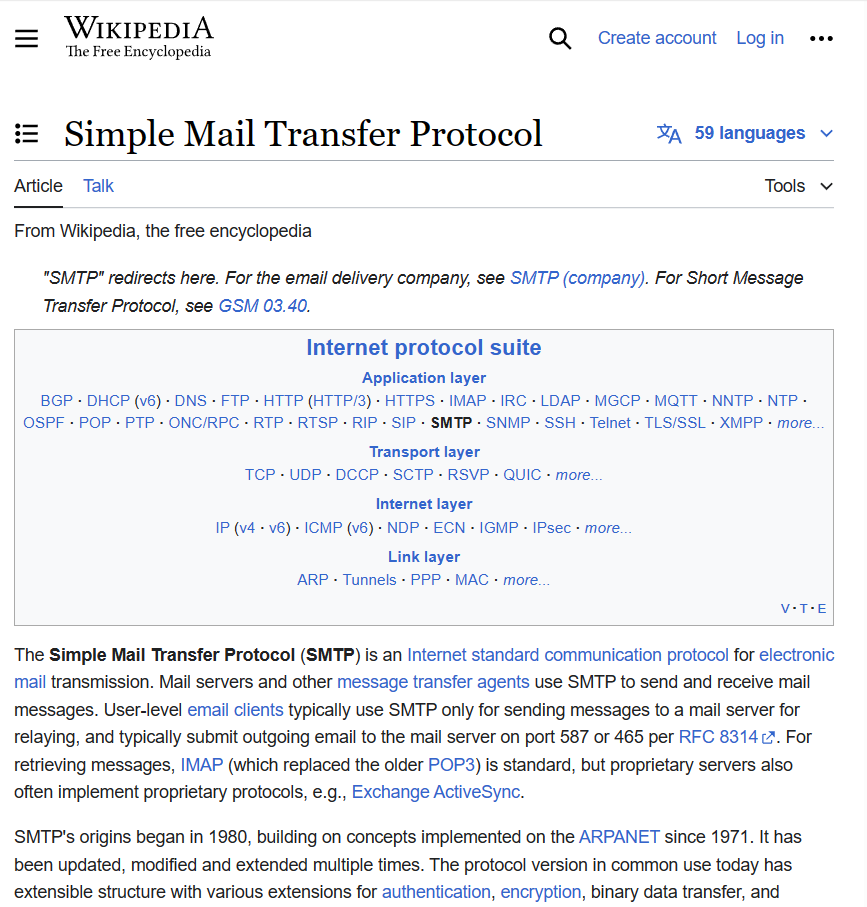 WIKIPEDIA
The Free Encyclopedia
Create account Log in
Simple Mail Transfer Protocol
59 languages
Article Talk
Tools
From Wikipedia, the free encyclopedia
"SMTP" redirects here. For the email delivery company, see SMTP (company). For Short Message
Transfer Protocol, see GSM 03.40.
Internet protocol suite
Application layer
BGP · DHCP (v6) · DNS · FTP · HTTP (HTTP/3) · HTTPS · IMAP · IRC · LDAP · MGCP · MQTT · NNTP · NTP ·
OSPF · POP · PTP · ONC/RPC · RTP · RTSP · RIP · SIP · SMTP · SNMP · SSH · Telnet · TLS/SSL · XMPP · more...
Transport layer
TCP · UDP · DCCP · SCTP · RSVP · QUIC · more...
Internet layer
IP (v4 · v6) · ICMP (v6) · NDP · ECN · IGMP · IPsec · more...
Link layer
ARP · Tunnels · PPP · MAC · more...
V · T · E
The Simple Mail Transfer Protocol (SMTP) is an Internet standard communication protocol for electronic
mail transmission. Mail servers and other message transfer agents use SMTP to send and receive mail
messages. User-level email clients typically use SMTP only for sending messages to a mail server for
relaying, and typically submit outgoing email to the mail server on port 587 or 465 per RFC 8314. For
retrieving messages, IMAP (which replaced the older POP3) is standard, but proprietary servers also
often implement proprietary protocols, e.g., Exchange ActiveSync.
SMTP's origins began in 1980, building on concepts implemented on the ARPANET since 1971. It has
been updated, modified and extended multiple times. The protocol version in common use today has
extensible structure with various extensions for authentication, encryption, binary data transfer, and